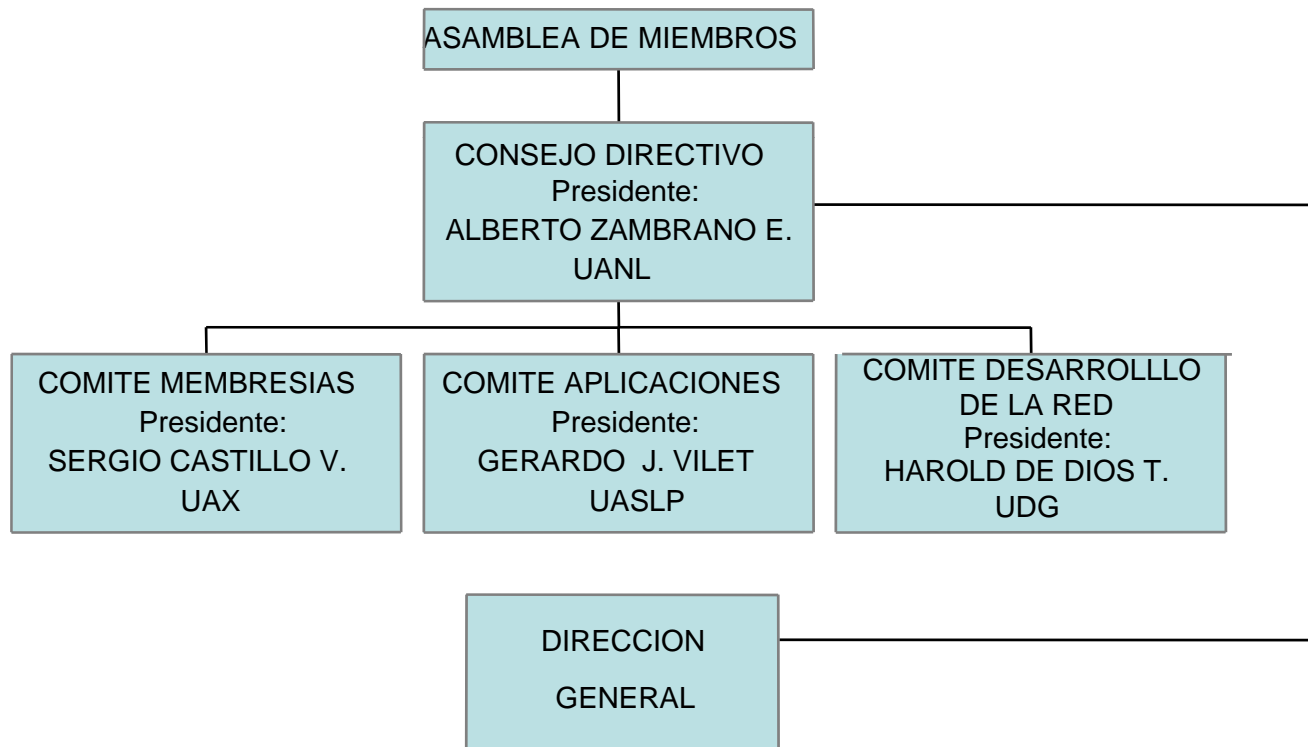 ASAMBLEA DE MIEMBROS
CONSEJO DIRECTIVO
Presidente:
ALBERTO ZAMBRANO E.
UANL
COMITE MEMBRESIAS
Presidente:
SERGIO CASTILLO V.
UAX
COMITE APLICACIONES
Presidente:
GERARDO J. VILET
UASLP
COMITE DESARROLLLO
DE LA RED
Presidente:
HAROLD DE DIOS T.
UDG
DIRECCION
GENERAL